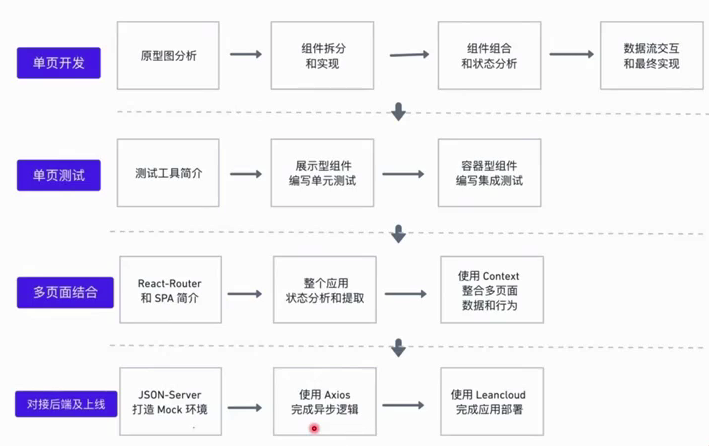 单页开发
原型图分析
组件拆分
和实现
组件组合
和状态分析
数据流交互
和最终实现
单页测试
测试工具简介
展示型组件
编写单元测试
容器型组件
编写集成测试
多页面结合
React-Router
和 SPA 简介
整个应用
状态分析和提取
使用 Context
整合多页面
数据和行为
对接后端及上线
JSON-Server
打造 Mock 环境
使用 Axios
完成异步逻辑
使用 Leancloud
完成应用部署